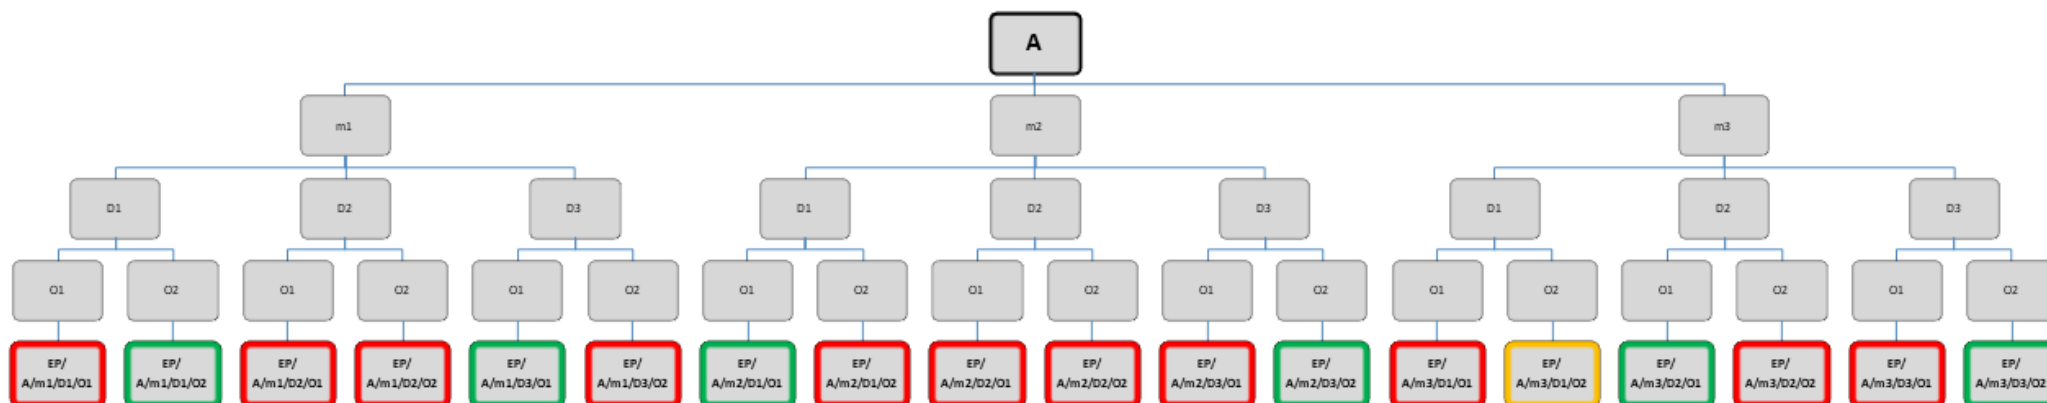 A
m1
m2
m3
D1
D2
D3
D1
D2
D3
D1
D2
D3
O1
O2
O1
O2
O1
O2
O1
O2
O1
O2
O1
O2
O1
O2
O1
O2
O1
O2
EP/
A/m1/D1/O1
EP/
A/m1/D1/O2
EP/
A/m1/D2/O1
EP/
A/m1/D2/O2
EP/
A/m1/D3/O1
EP/
A/m1/D3/O2
EP/
A/m2/D1/O1
EP/
A/m2/D1/O2
EP/
A/m2/D2/O1
EP/
A/m2/D2/O2
EP/
A/m2/D3/O1
EP/
A/m2/D3/O2
EP/
A/m3/D1/O1
EP/
A/m3/D1/O2
EP/
A/m3/D2/O1
EP/
A/m3/D2/O2
EP/
A/m3/D3/O1
EP/
A/m3/D3/O2